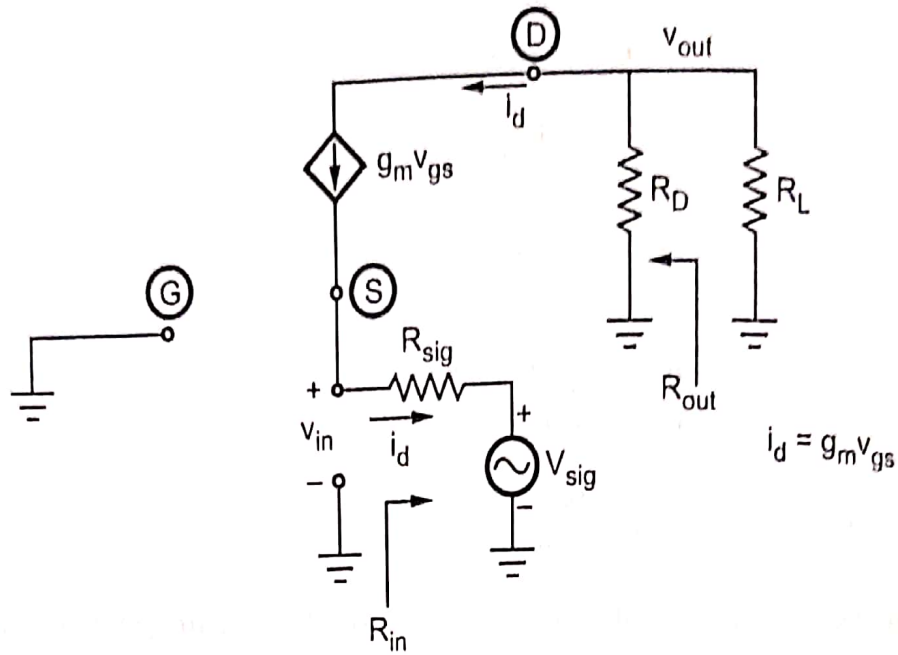 D
v_out
i_d
g_m v_gs
R_D
R_L
G
S
R_sig
+
v_in
-
i_d
+
V_sig
-
R_out
i_d = g_m v_gs
R_in